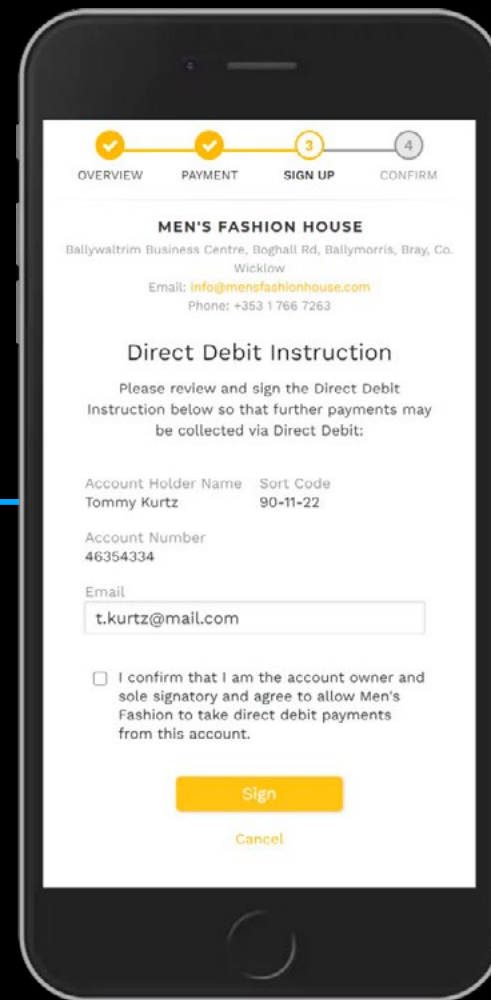 3
4
OVERVIEW PAYMENT SIGN UP CONFIRM
MEN'S FASHION HOUSE
Ballywaltrim Business Centre, Boghall Rd, Ballymorris, Bray, Co.
Wicklow
Email: info@mensfashionhouse.com
Phone: +353 1 766 7263
Direct Debit Instruction
Please review and sign the Direct Debit
Instruction below so that further payments may
be collected via Direct Debit:
Account Holder Name Sort Code
Tommy Kurtz 90-11-22
Account Number
46354334
Email
t.kurtz@mail.com
I confirm that I am the account owner and
sole signatory and agree to allow Men's
Fashion to take direct debit payments
from this account.
Sign
Cancel